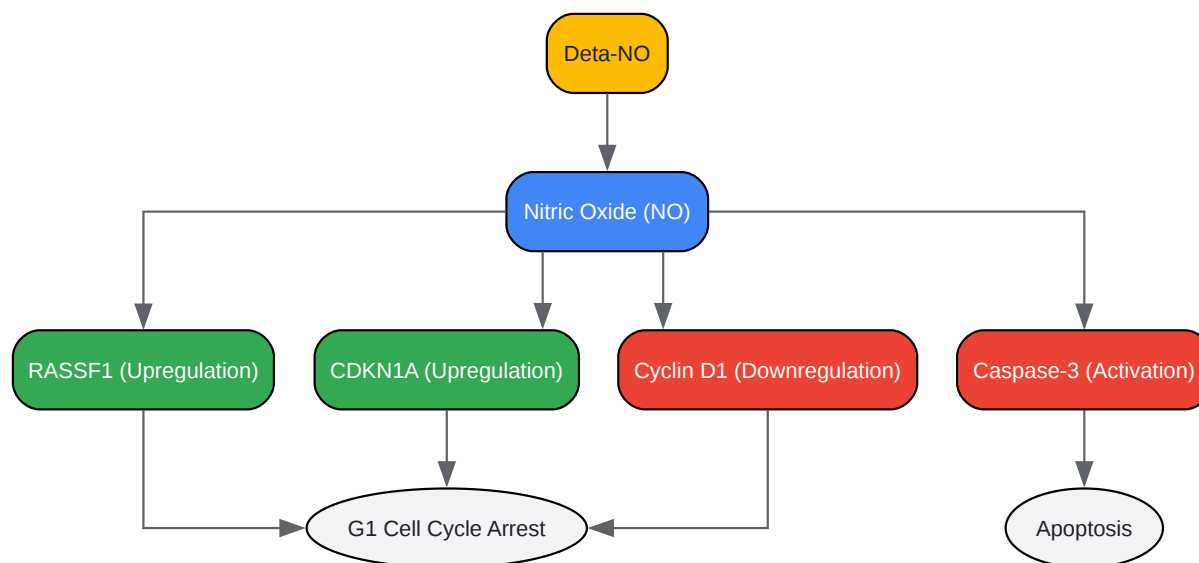 Deta-NO
Nitric Oxide (NO)
RASSF1 (Upregulation)
CDKN1A (Upregulation)
Cyclin D1 (Downregulation)
Caspase-3 (Activation)
G1 Cell Cycle Arrest
Apoptosis